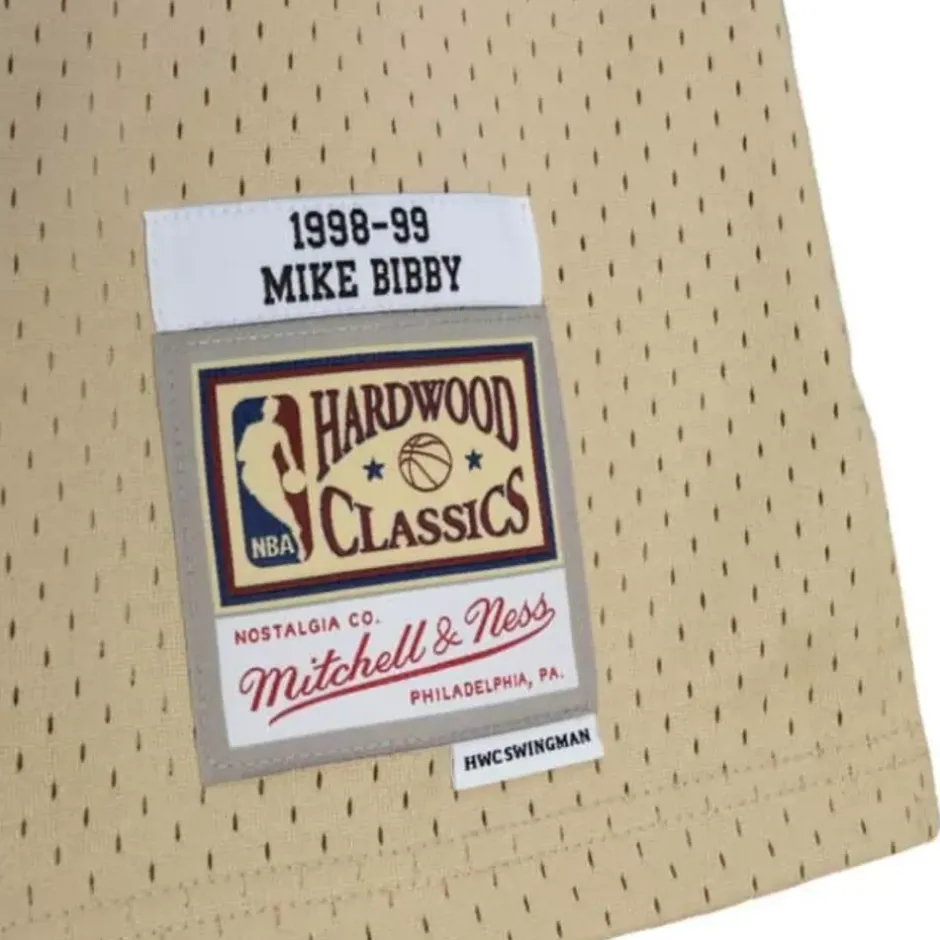 1998-99
MIKE BIBBY
HARDWOOD
CLASSICS
NBA
NOSTALGIA CO.
Mitchell & Ness
PHILADELPHIA, PA.
HWC SWINGMAN